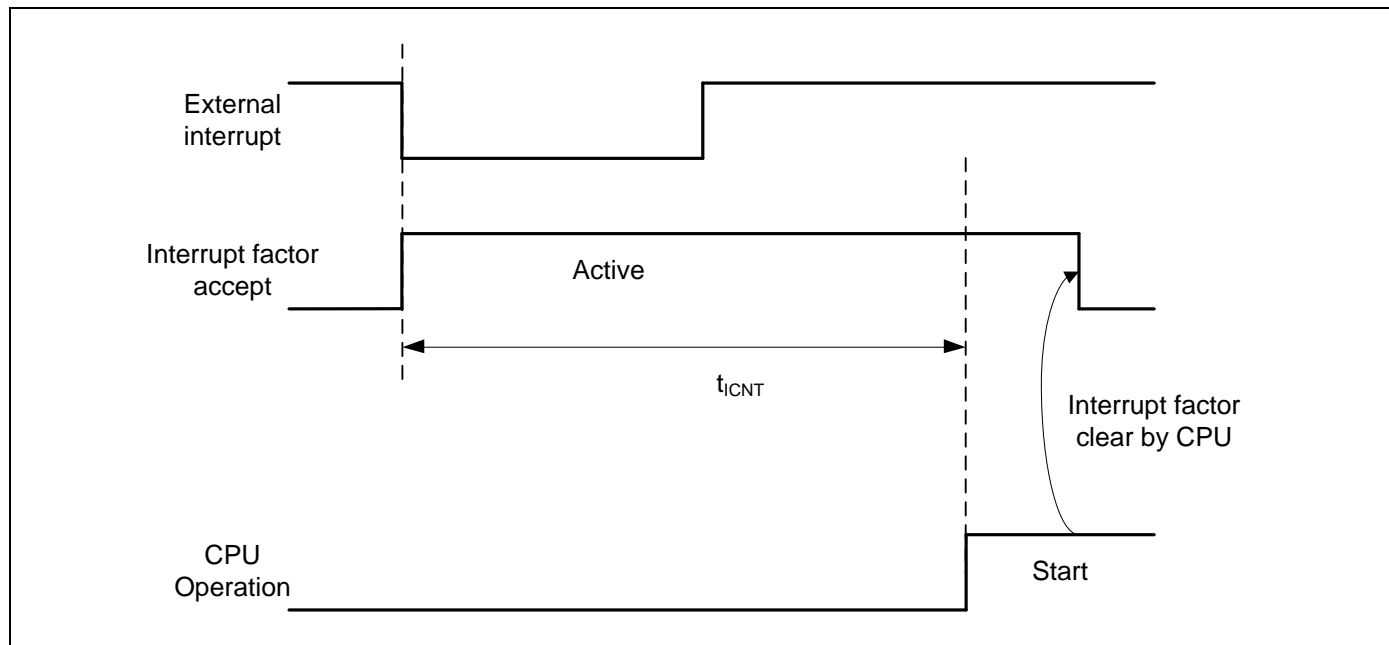 External
interrupt
Interrupt factor
accept
Active
tICNT
Interrupt factor
clear by CPU
CPU
Operation
Start